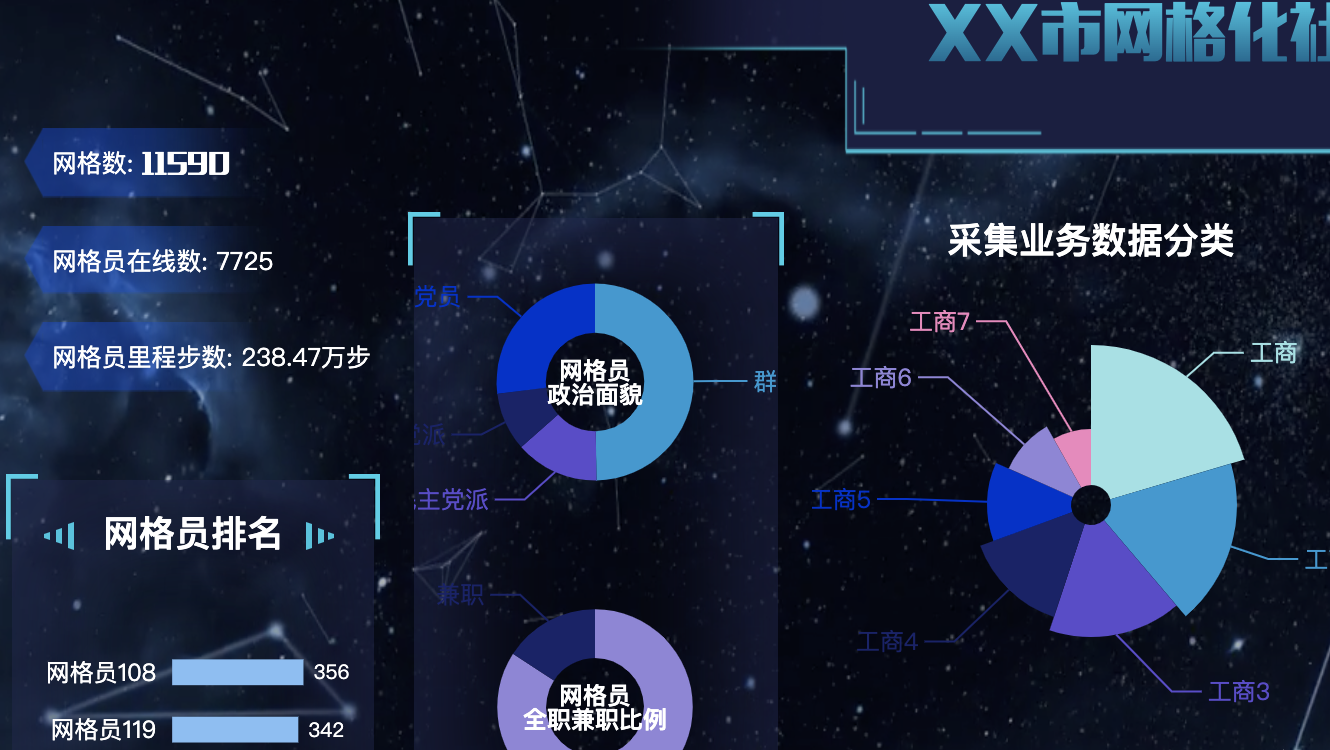 XX市网格化社
网格数: 11590
网格员在线数: 7725
网格员里程步数: 238.47万步
网格员排名
网格员108 356
网格员119 342
党员
网格员
政治面貌
群
党派
主党派
兼职
网格员
全职兼职比例
采集业务数据分类
工商7
工商
工商6
工商5
工
工商4
工商3